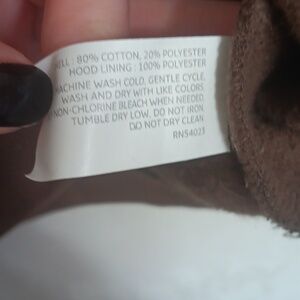 ELL : 80% COTTON, 20% POLYESTER
HOOD LINING : 100% POLYESTER
MACHINE WASH COLD, GENTLE CYCLE,
WASH AND DRY WITH LIKE COLORS
NON-CHLORINE BLEACH WHEN NEEDED.
TUMBLE DRY LOW. DO NOT IRON.
DO NOT DRY CLEAN
RN54023